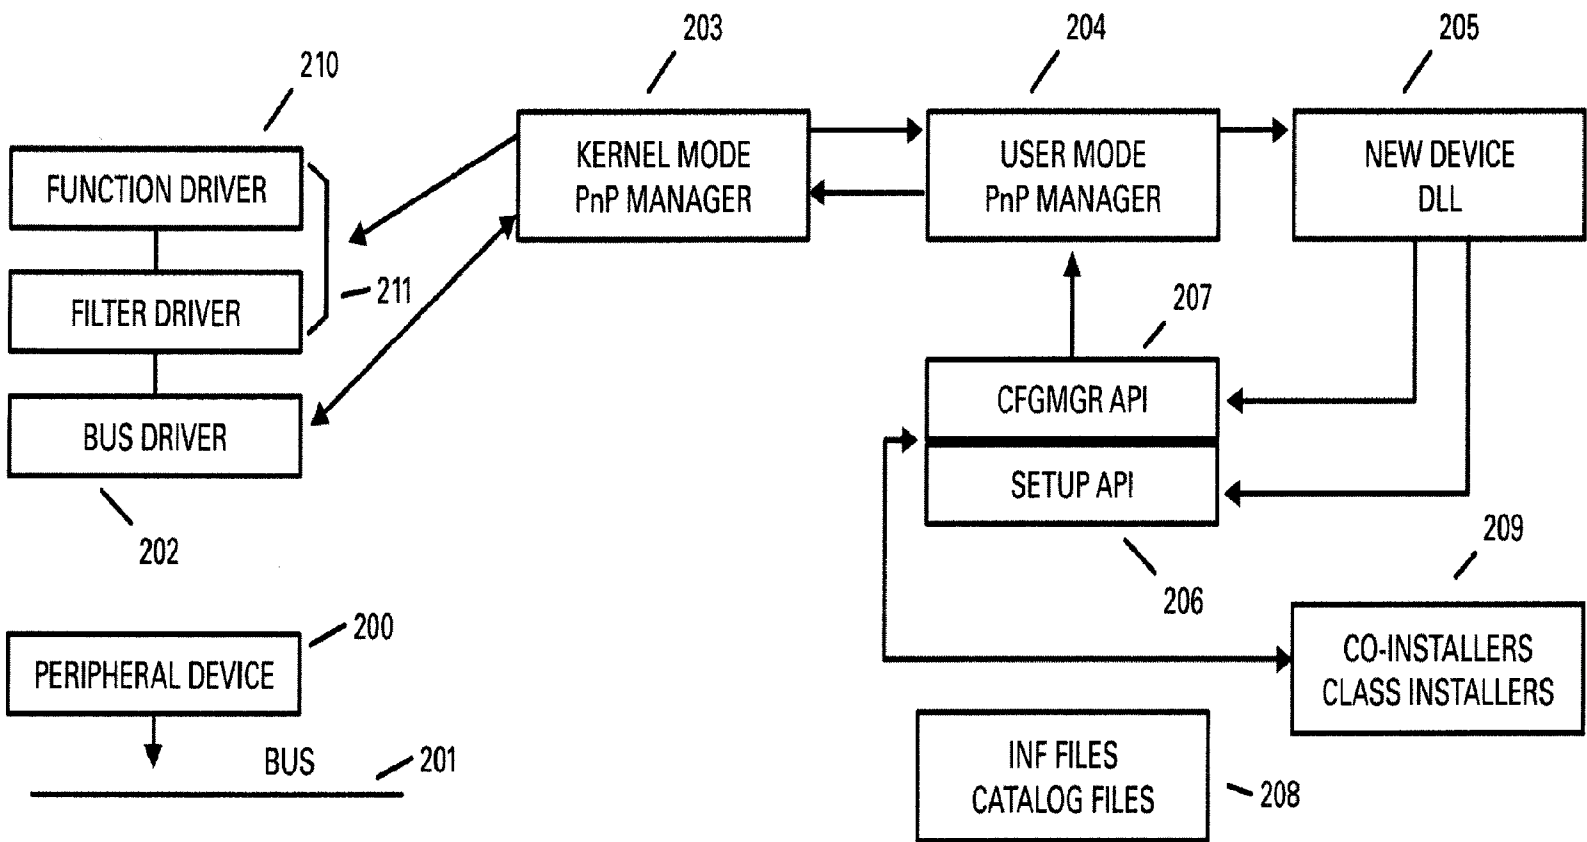 203
204
205
210
KERNEL MODE
PnP MANAGER
USER MODE
PnP MANAGER
NEW DEVICE
DLL
FUNCTION DRIVER
211
FILTER DRIVER
207
CFGMGR API
BUS DRIVER
SETUP API
202
209
206
200
PERIPHERAL DEVICE
CO-INSTALLERS
CLASS INSTALLERS
BUS
201
INF FILES
CATALOG FILES
208